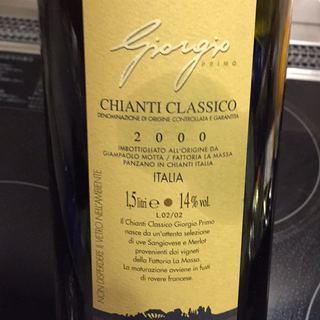 Giorgio
PRIMO
CHIANTI CLASSICO
DENOMINAZIONE DI ORIGINE CONTROLLATA E GARANTITA
2000
IMBOTTIGLIATO ALL'ORIGINE DA
GIAMPAOLO MOTTA / FATTORIA LA MASSA
PANZANO IN CHIANTI ITALIA
ITALIA
1,5 litri e 14% vol.
L.02/02
Il Chianti Classico Giorgio Primo
nasce da un'attenta selezione
di uve Sangiovese e Merlot
provenienti dai vigneti
della Fattoria La Massa.
La maturazione avviene in fusti
di rovere francese.
NON DISPERDERE IL VETRO NELL'AMBIENTE